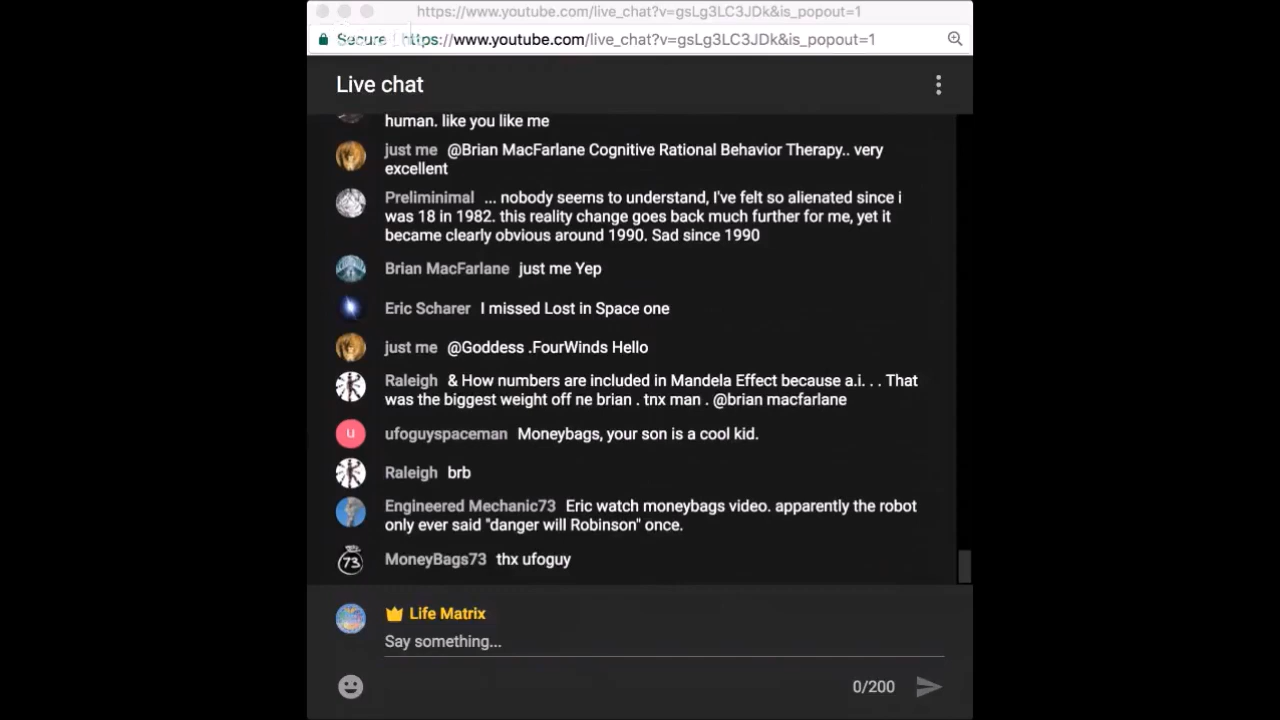 https://www.youtube.com/live_chat?v=gsLg3LC3JDk&is_popout=1
Secure https://www.youtube.com/live_chat?v=gsLg3LC3JDk&is_popout=1
Live chat
human. like you like me
just me @Brian MacFarlane Cognitive Rational Behavior Therapy.. very
excellent
Preliminimal ... nobody seems to understand, I've felt so alienated since i
was 18 in 1982. this reality change goes back much further for me, yet it
became clearly obvious around 1990. Sad since 1990
Brian MacFarlane just me Yep
Eric Scharer I missed Lost in Space one
just me @Goddess .FourWinds Hello
Raleigh & How numbers are included in Mandela Effect because a.i. . . That
was the biggest weight off ne brian . tnx man . @brian macfarlane
U
ufoguyspaceman Moneybags, your son is a cool kid.
Raleigh brb
Engineered Mechanic73 Eric watch moneybags video. apparently the robot
only ever said "danger will Robinson" once.
73
MoneyBags73 thx ufoguy
Life Matrix
Say something...
0/200